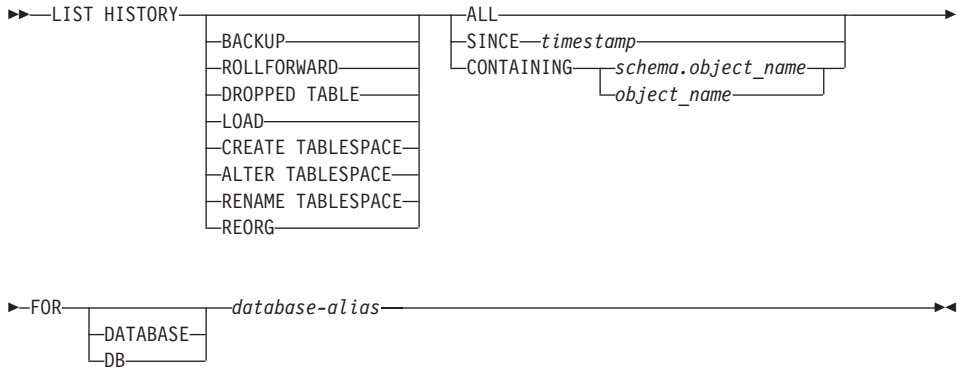 LIST HISTORY ALL
BACKUP SINCE timestamp
ROLLFORWARD CONTAINING schema.object_name
DROPPED TABLE object_name
LOAD
CREATE TABLESPACE
ALTER TABLESPACE
RENAME TABLESPACE
REORG
FOR database-alias
DATABASE
DB